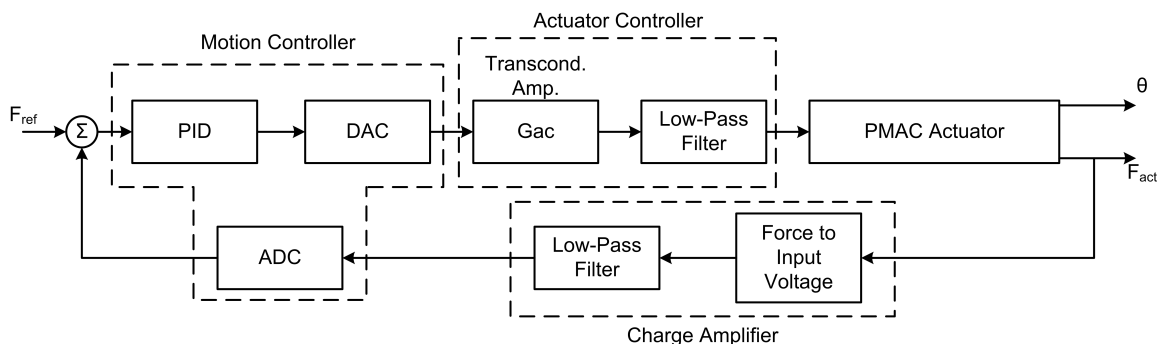 Actuator Controller
Motion Controller
Transcond.
Amp.
F_ref
Σ
PID
DAC
Gac
Low-Pass
Filter
PMAC Actuator
θ
F_act
ADC
Low-Pass
Filter
Force to
Input
Voltage
Charge Amplifier